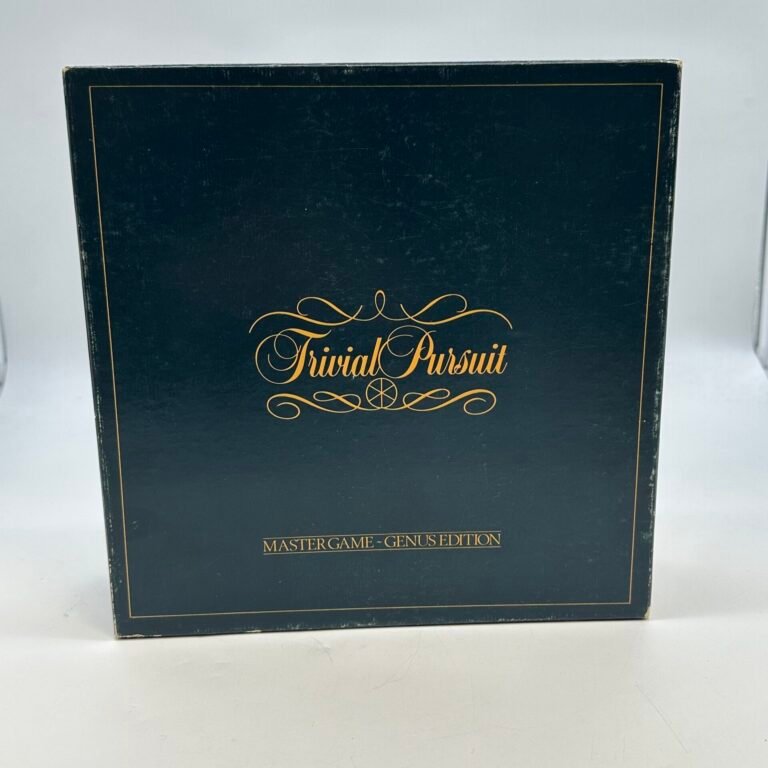 Trivial Pursuit
MASTER GAME - GENUS EDITION